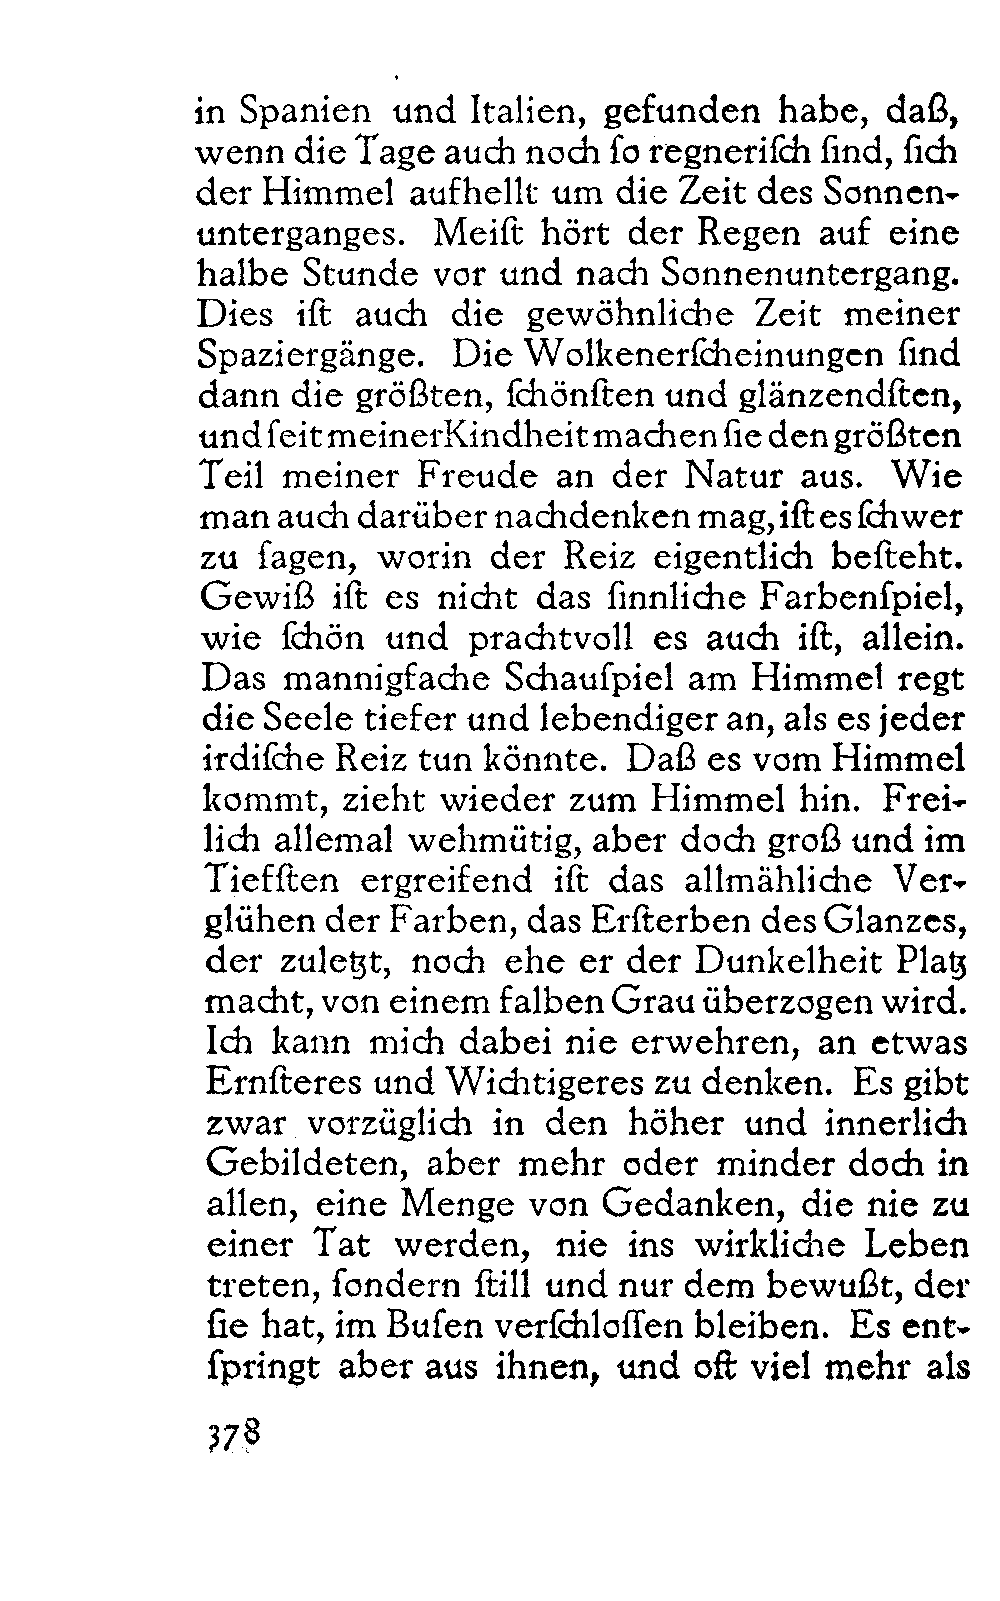 in Spanien und Italien, gefunden habe, daß,
wenn die Tage auch noch ſo regneriſch ſind, ſich
der Himmel aufhellt um die Zeit des Sonnen-
unterganges. Meiſt hört der Regen auf eine
halbe Stunde vor und nach Sonnenuntergang.
Dies iſt auch die gewöhnliche Zeit meiner
Spaziergänge. Die Wolkenerſcheinungen ſind
dann die größten, ſchönſten und glänzendſten,
und ſeit meiner Kindheit machen ſie den größten
Teil meiner Freude an der Natur aus. Wie
man auch darüber nachdenken mag, iſt es ſchwer
zu ſagen, worin der Reiz eigentlich beſteht.
Gewiß iſt es nicht das ſinnliche Farbenſpiel,
wie ſchön und prachtvoll es auch iſt, allein.
Das mannigfache Schauſpiel am Himmel regt
die Seele tiefer und lebendiger an, als es jeder
irdiſche Reiz tun könnte. Daß es vom Himmel
kommt, zieht wieder zum Himmel hin. Frei-
lich allemal wehmütig, aber doch groß und im
Tiefſten ergreifend iſt das allmähliche Ver-
glühen der Farben, das Erſterben des Glanzes,
der zuletzt, noch ehe er der Dunkelheit Platz
macht, von einem falben Grau überzogen wird.
Ich kann mich dabei nie erwehren, an etwas
Ernſteres und Wichtigeres zu denken. Es gibt
zwar vorzüglich in den höher und innerlich
Gebildeten, aber mehr oder minder doch in
allen, eine Menge von Gedanken, die nie zu
einer Tat werden, nie ins wirkliche Leben
treten, ſondern ſtill und nur dem bewußt, der
ſie hat, im Buſen verſchloſſen bleiben. Es ent-
ſpringt aber aus ihnen, und oft viel mehr als
378